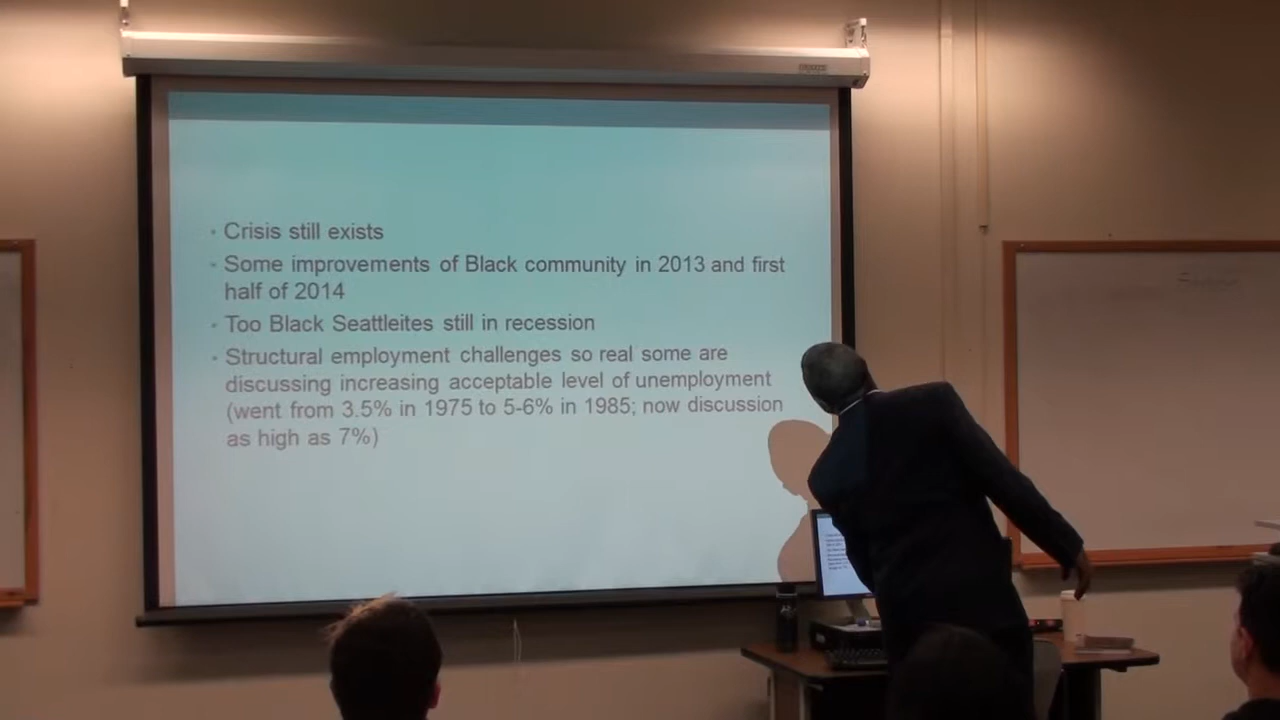 Crisis still exists
Some improvements of Black community in 2013 and first
half of 2014
Too Black Seattleites still in recession
Structural employment challenges so real some are
discussing increasing acceptable level of unemployment
(went from 3.5% in 1975 to 5-6% in 1985; now discussion
as high as 7%)